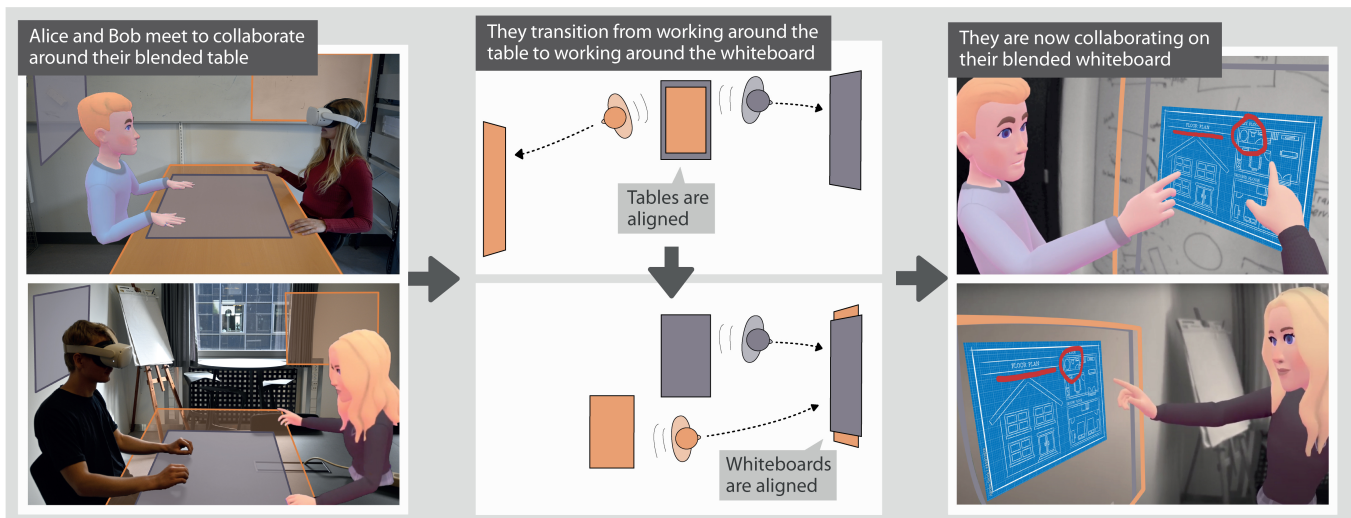 Alice and Bob meet to collaborate
around their blended table
They transition from working around the
table to working around the whiteboard
Tables are
aligned
Whiteboards
are aligned
They are now collaborating on
their blended whiteboard
FLOOR PLAN
FLOOR PLAN